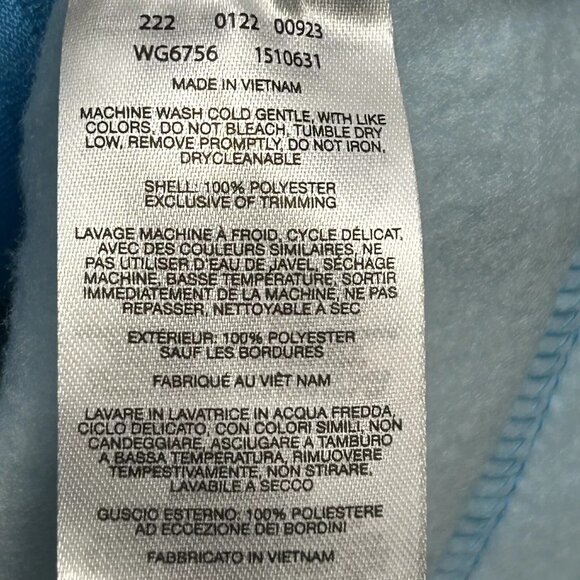 222 0122 00923
WG6756 1510631
MADE IN VIETNAM
MACHINE WASH COLD GENTLE, WITH LIKE
COLORS, DO NOT BLEACH, TUMBLE DRY
LOW, REMOVE PROMPTLY, DO NOT IRON,
DRYCLEANABLE
SHELL: 100% POLYESTER
EXCLUSIVE OF TRIMMING
LAVAGE MACHINE À FROID, CYCLE DÉLICAT,
AVEC DES COULEURS SIMILAIRES, NE
PAS UTILISER D'EAU DE JAVEL, SÉCHAGE
MACHINE, BASSE TEMPÉRATURE, SORTIR
IMMÉDIATEMENT DE LA MACHINE, NE PAS
REPASSER, NETTOYABLE À SEC
EXTÉRIEUR: 100% POLYESTER
SAUF LES BORDURES
FABRIQUÉ AU VIÊT NAM
LAVARE IN LAVATRICE IN ACQUA FREDDA,
CICLO DELICATO, CON COLORI SIMILI, NON
CANDEGGIARE, ASCIUGARE A TAMBURO
A BASSA TEMPERATURA, RIMUOVERE
TEMPESTIVAMENTE, NON STIRARE,
LAVABILE A SECCO
GUSCIO ESTERNO: 100% POLIESTERE
AD ECCEZIONE DEI BORDINI
FABBRICATO IN VIETNAM